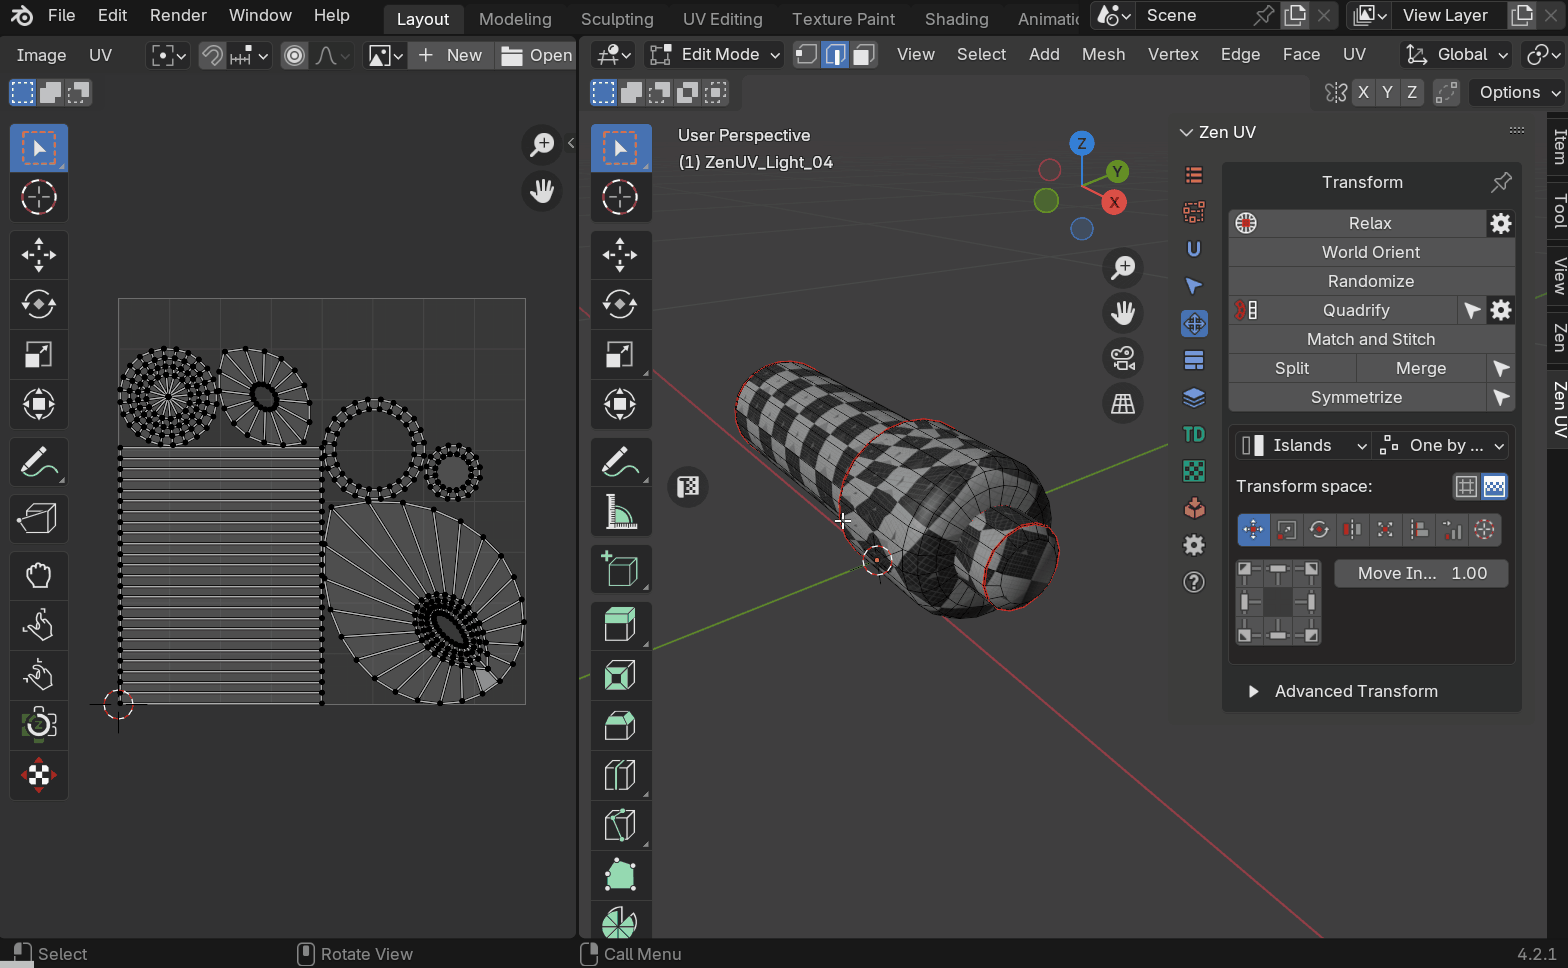 File Edit Render Window Help Layout Modeling Sculpting UV Editing Texture Paint Shading Animatic Scene View Layer
Image UV New Open Edit Mode View Select Add Mesh Vertex Edge Face UV Global
X Y Z Options
User Perspective
(1) ZenUV_Light_04
Z
Y
X
Zen UV
Transform
Relax
World Orient
Randomize
Quadrify
Match and Stitch
Split Merge
Symmetrize
TD
Islands One by ...
Transform space:
Move In... 1.00
Advanced Transform
Item
Tool
View
Zen
Zen UV
Select Rotate View Call Menu 4.2.1